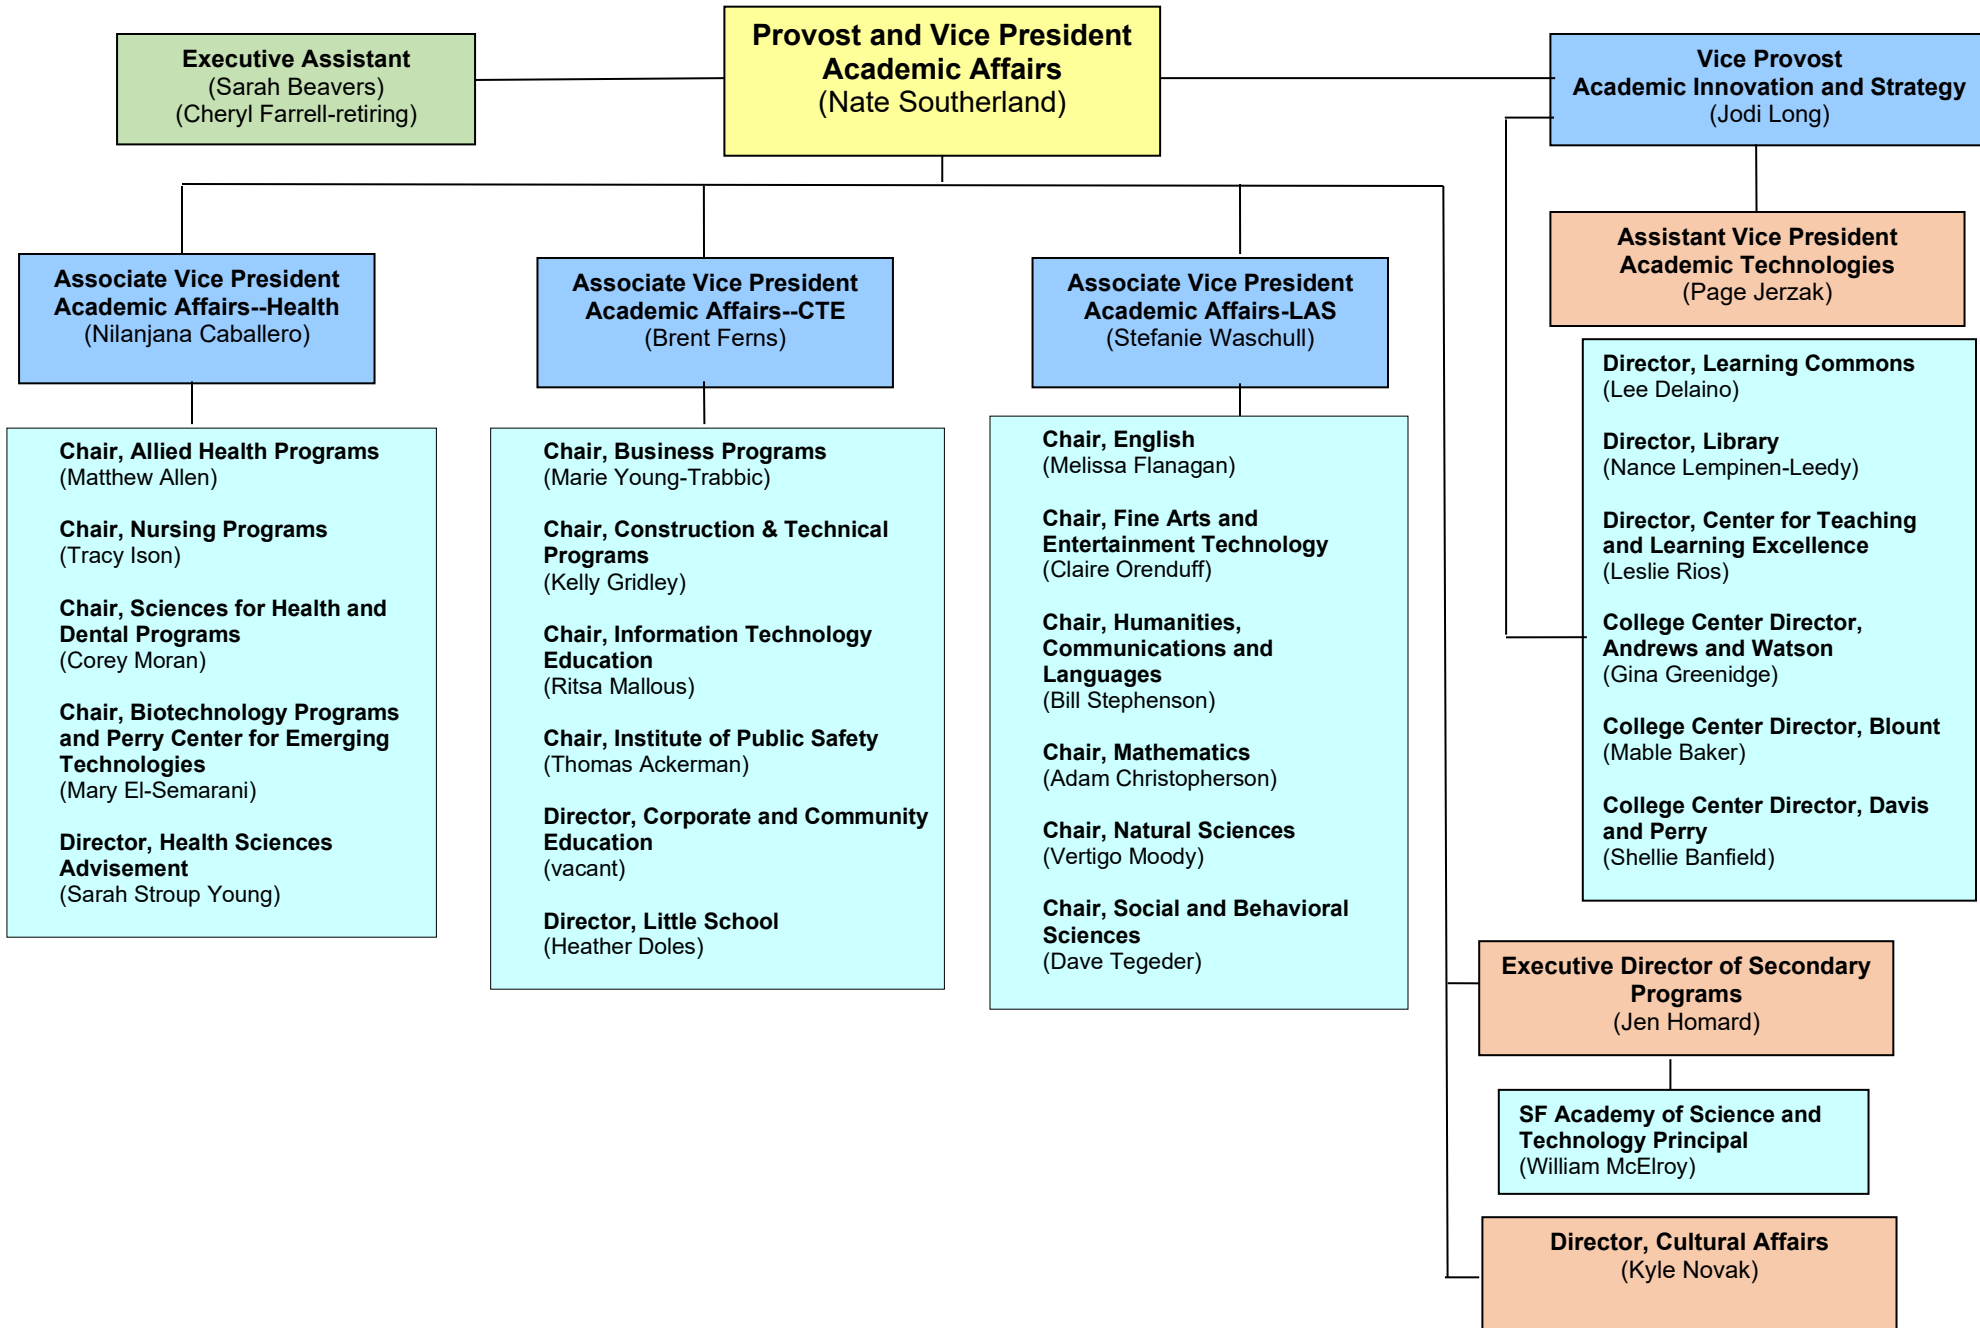 Provost and Vice President
Academic Affairs
(Nate Southerland)
Executive Assistant
(Sarah Beavers)
(Cheryl Farrell-retiring)
Vice Provost
Academic Innovation and Strategy
(Jodi Long)
Assistant Vice President
Academic Technologies
(Page Jerzak)
Associate Vice President
Academic Affairs--Health
(Nilanjana Caballero)
Associate Vice President
Academic Affairs--CTE
(Brent Ferns)
Associate Vice President
Academic Affairs-LAS
(Stefanie Waschull)
Chair, Allied Health Programs
(Matthew Allen)
Chair, Nursing Programs
(Tracy Ison)
Chair, Sciences for Health and
Dental Programs
(Corey Moran)
Chair, Biotechnology Programs
and Perry Center for Emerging
Technologies
(Mary El-Semarani)
Director, Health Sciences
Advisement
(Sarah Stroup Young)
Chair, Business Programs
(Marie Young-Trabbic)
Chair, Construction & Technical
Programs
(Kelly Gridley)
Chair, Information Technology
Education
(Ritsa Mallous)
Chair, Institute of Public Safety
(Thomas Ackerman)
Director, Corporate and Community
Education
(vacant)
Director, Little School
(Heather Doles)
Chair, English
(Melissa Flanagan)
Chair, Fine Arts and
Entertainment Technology
(Claire Orenduff)
Chair, Humanities,
Communications and
Languages
(Bill Stephenson)
Chair, Mathematics
(Adam Christopherson)
Chair, Natural Sciences
(Vertigo Moody)
Chair, Social and Behavioral
Sciences
(Dave Tegeder)
Director, Learning Commons
(Lee Delaino)
Director, Library
(Nance Lempinen-Leedy)
Director, Center for Teaching
and Learning Excellence
(Leslie Rios)
College Center Director,
Andrews and Watson
(Gina Greenidge)
College Center Director, Blount
(Mable Baker)
College Center Director, Davis
and Perry
(Shellie Banfield)
Executive Director of Secondary
Programs
(Jen Homard)
SF Academy of Science and
Technology Principal
(William McElroy)
Director, Cultural Affairs
(Kyle Novak)